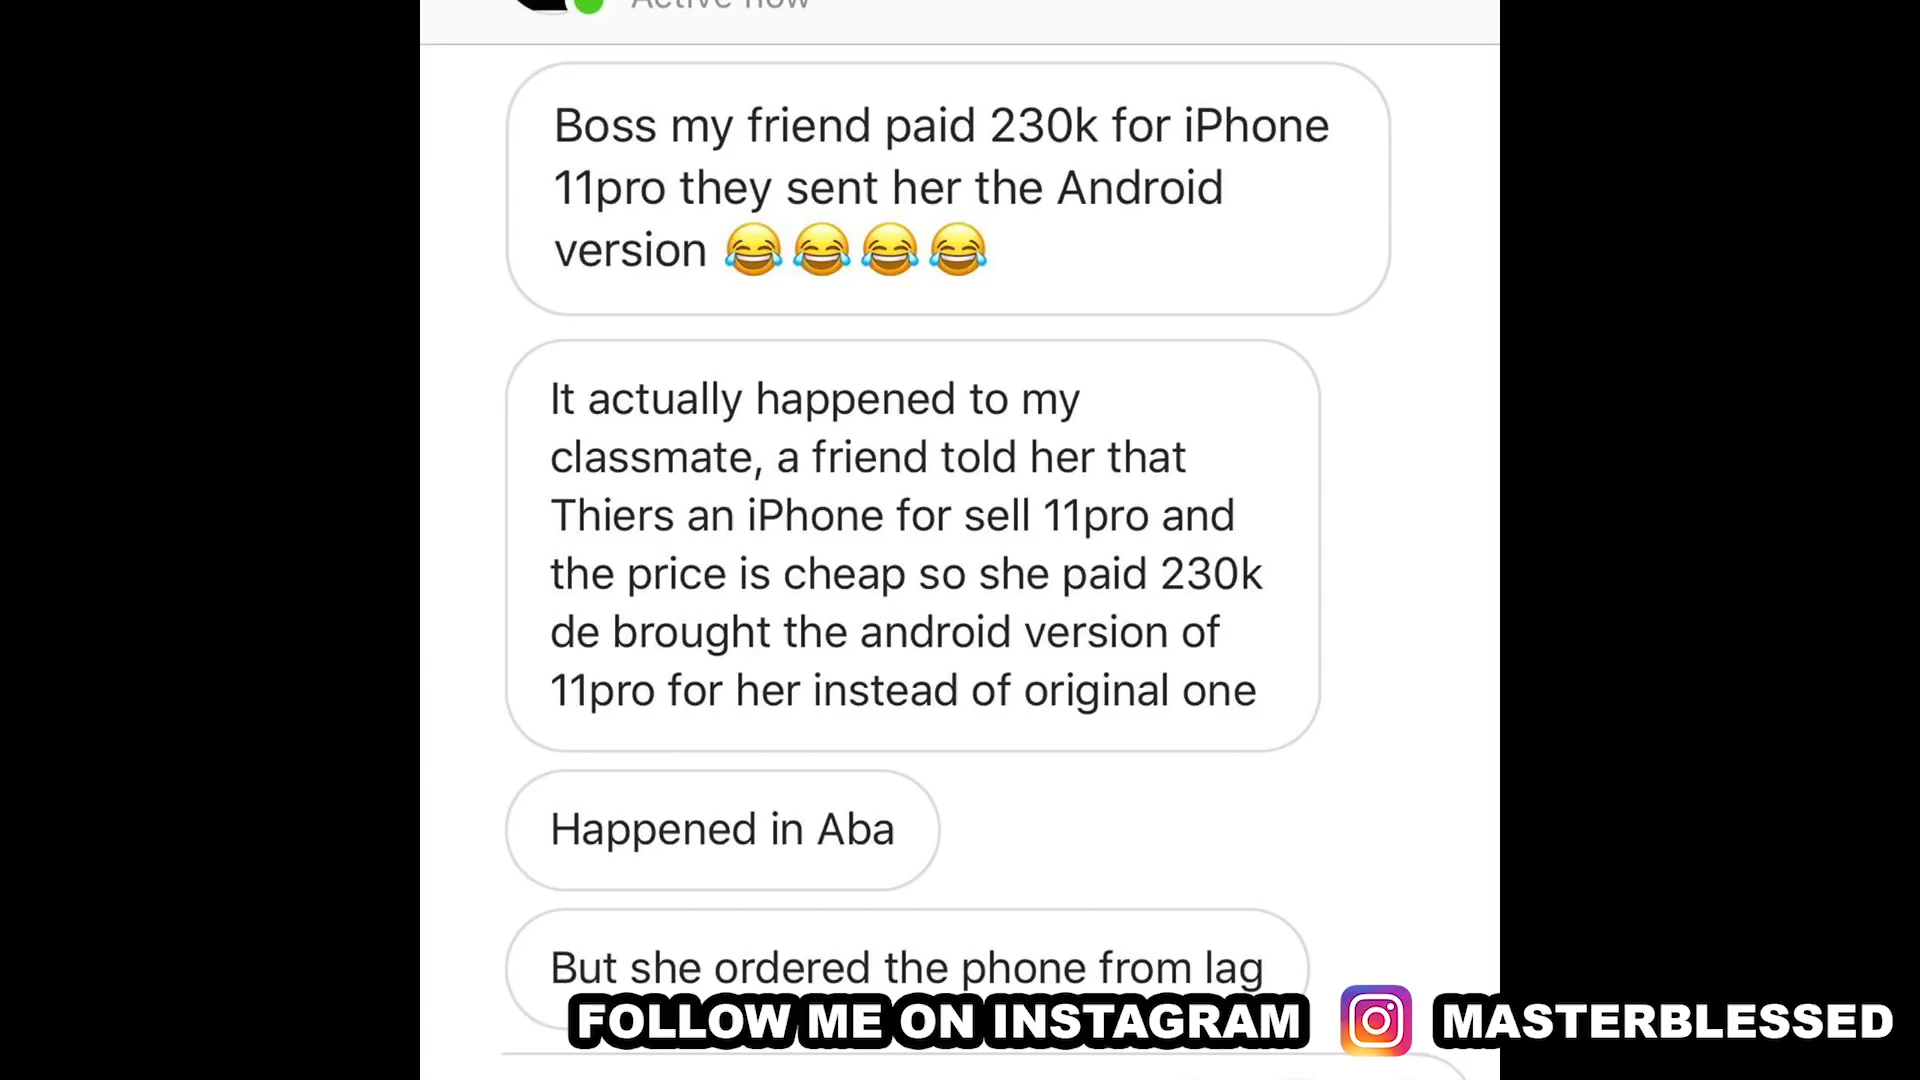 Active now
Boss my friend paid 230k for iPhone
11pro they sent her the Android
version 😂😂😂😂
It actually happened to my
classmate, a friend told her that
Thiers an iPhone for sell 11pro and
the price is cheap so she paid 230k
de brought the android version of
11pro for her instead of original one
Happened in Aba
But she ordered the phone from lag
FOLLOW ME ON INSTAGRAM MASTERBLESSED